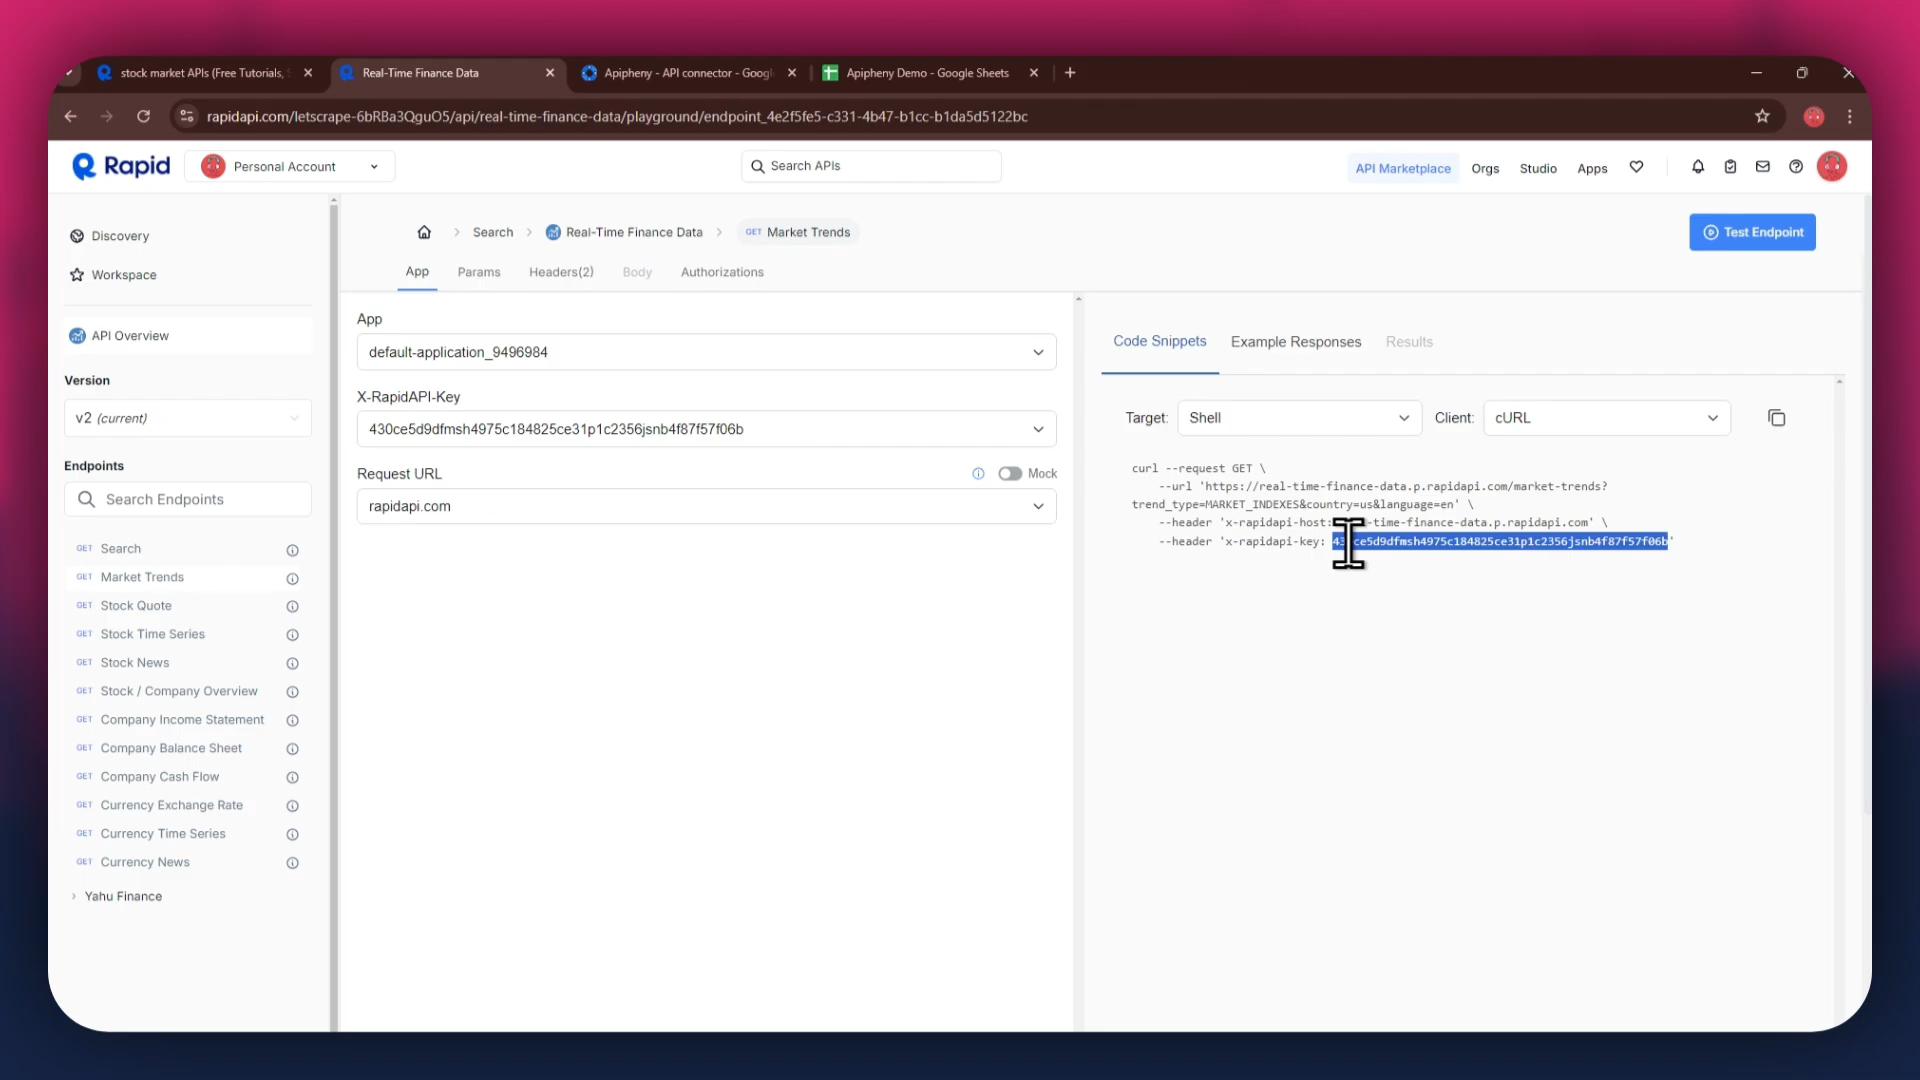 stock market APIs (Free Tutorials,
Real-Time Finance Data
Apipheny - API connector - Googl
Apipheny Demo - Google Sheets
rapidapi.com/letscrape-6bRBa3QguO5/api/real-time-finance-data/playground/endpoint_4e2f5fe5-c331-4b47-b1cc-b1da5d5122bc
Rapid
Personal Account
Search APIs
API Marketplace
Orgs
Studio
Apps
Discovery
Workspace
API Overview
Version
v2 (current)
Endpoints
Search Endpoints
GET Search
GET Market Trends
GET Stock Quote
GET Stock Time Series
GET Stock News
GET Stock / Company Overview
GET Company Income Statement
GET Company Balance Sheet
GET Company Cash Flow
GET Currency Exchange Rate
GET Currency Time Series
GET Currency News
Yahu Finance
Search
Real-Time Finance Data
GET Market Trends
Test Endpoint
App
Params
Headers(2)
Body
Authorizations
App
default-application_9496984
X-RapidAPI-Key
430ce5d9dfmsh4975c184825ce31p1c2356jsnb4f87f57f06b
Request URL
Mock
rapidapi.com
Code Snippets
Example Responses
Results
Target:
Shell
Client:
cURL
curl --request GET \
--url 'https://real-time-finance-data.p.rapidapi.com/market-trends?
trend_type=MARKET_INDEXES&country=us&language=en' \
--header 'x-rapidapi-host: -time-finance-data.p.rapidapi.com' \
--header 'x-rapidapi-key: 430ce5d9dfmsh4975c184825ce31p1c2356jsnb4f87f57f06b'